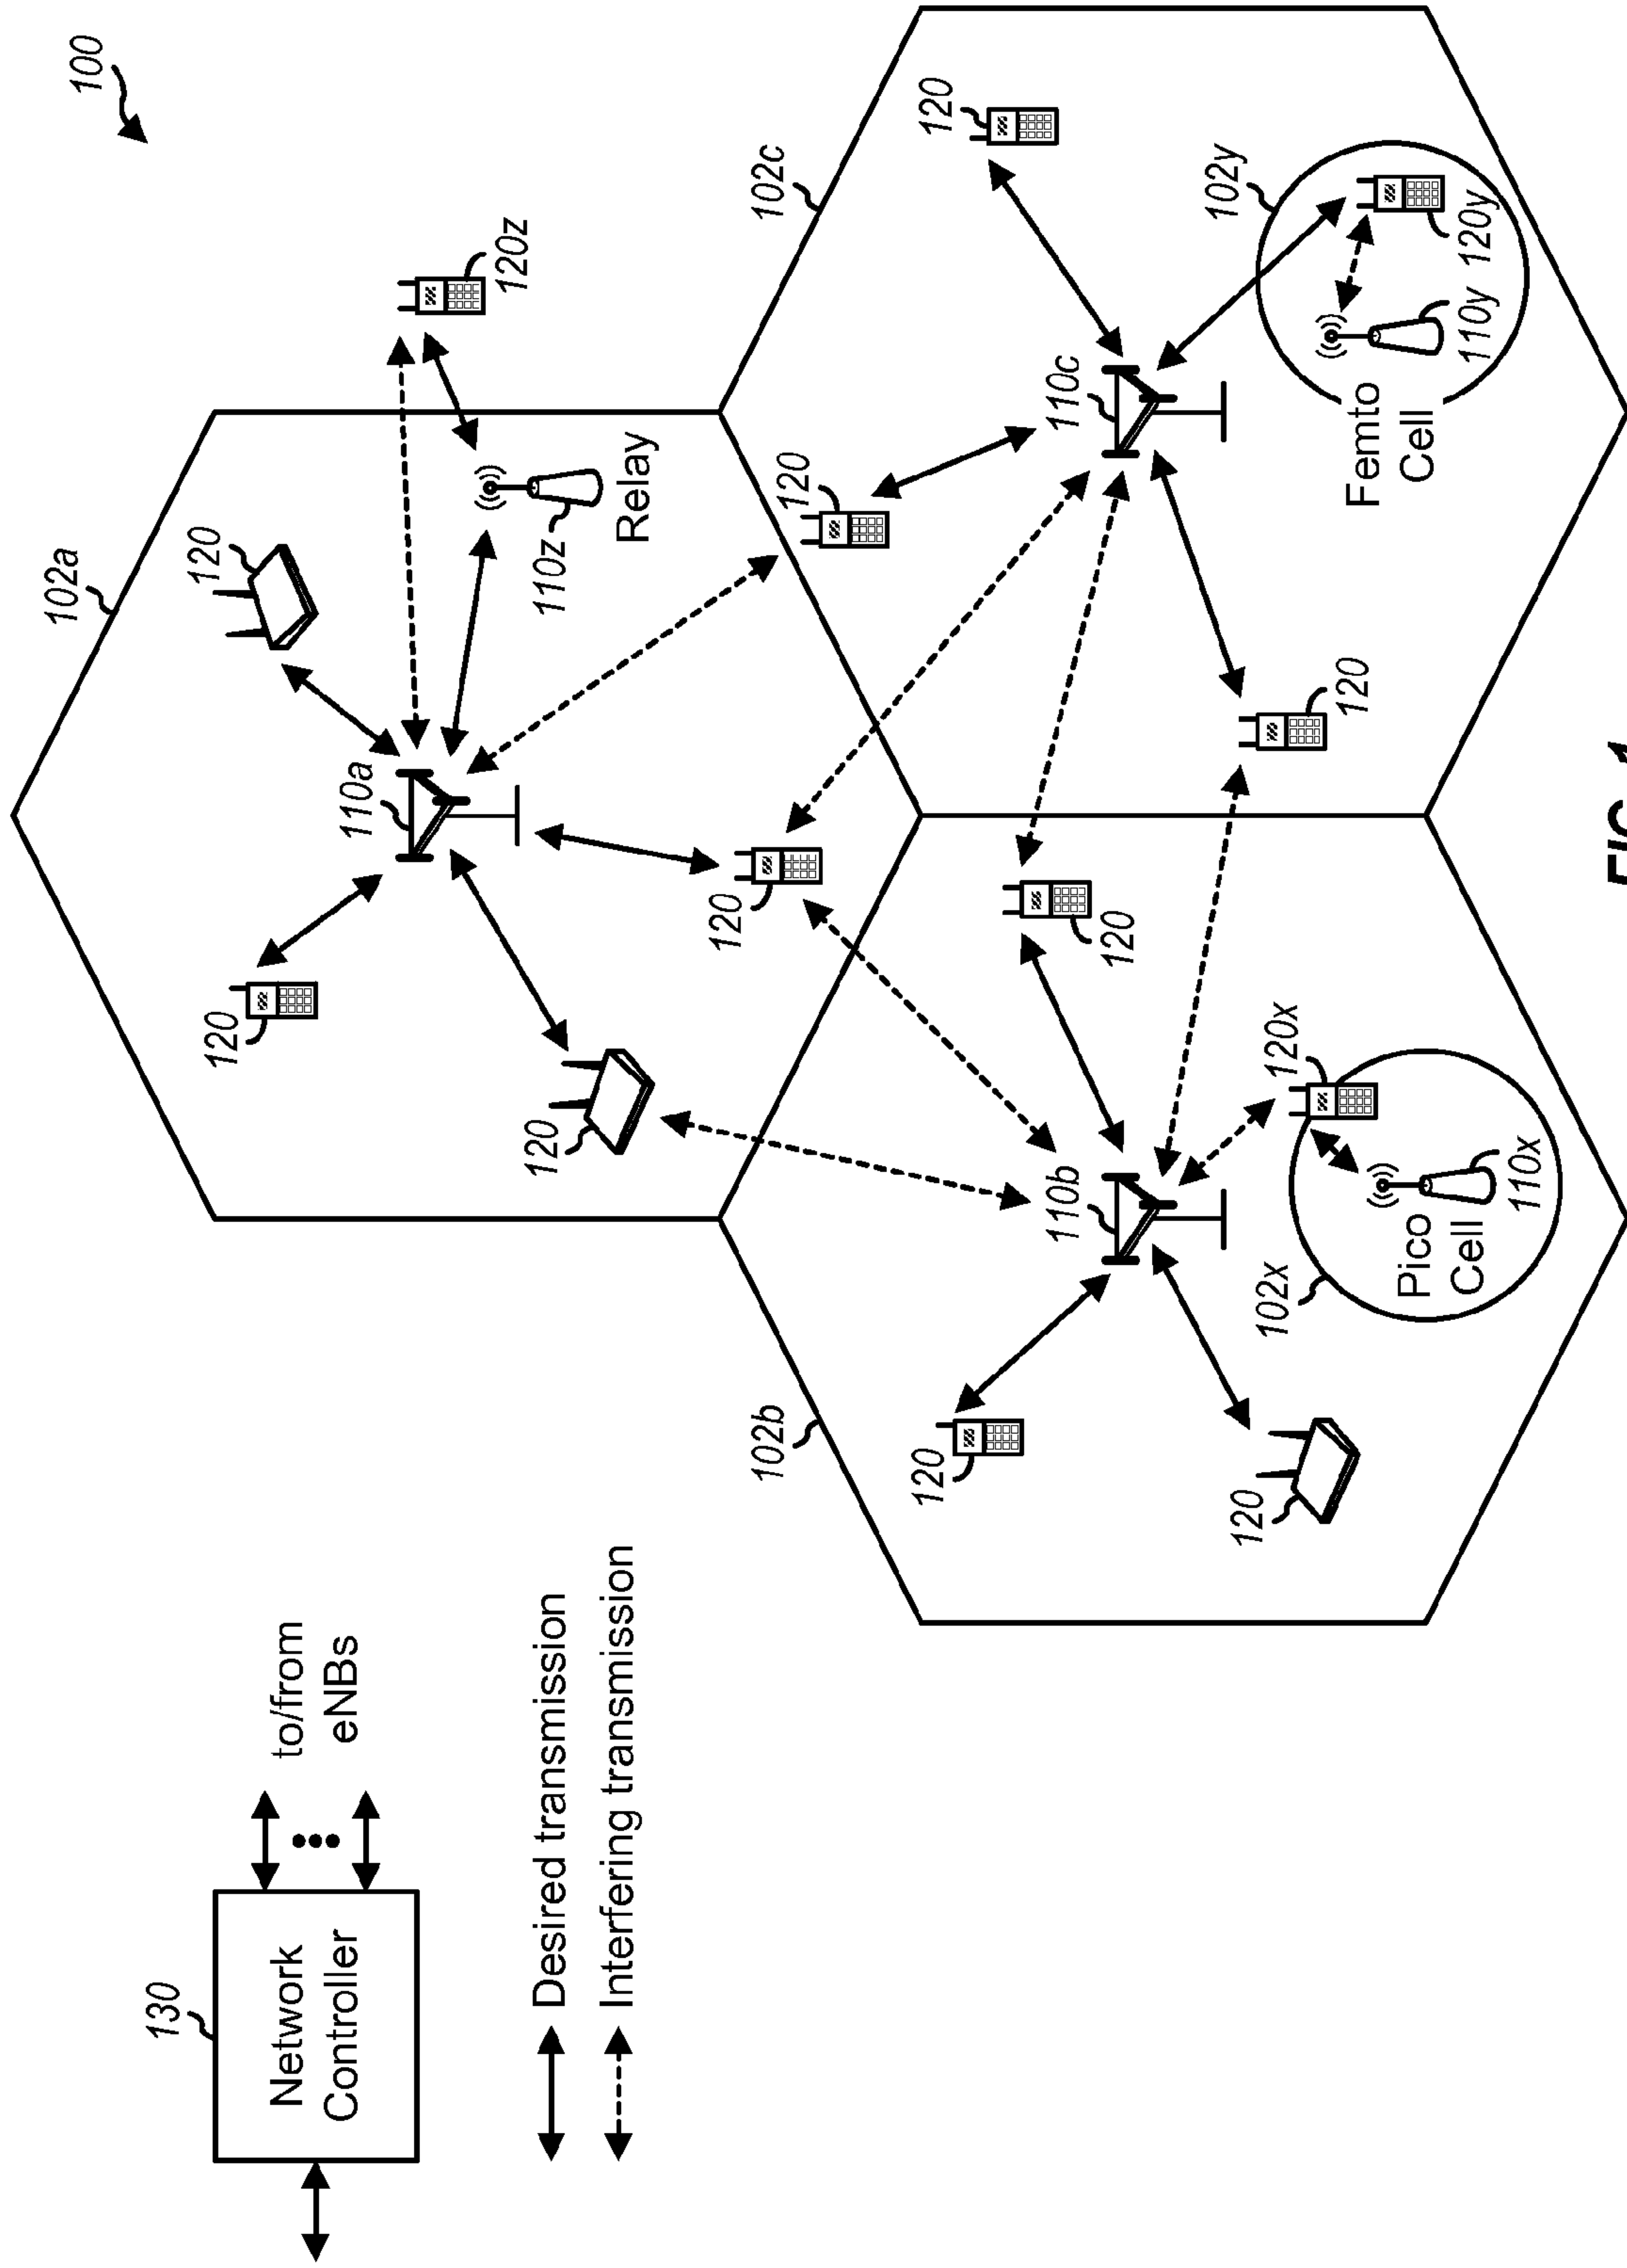 100
130
Network
Controller
to/from
eNBs
Desired transmission
Interfering transmission
102a
120
110a
120
120
120
110z
Relay
120z
120
102b
120
110b
120
120
102x
Pico
Cell
110x
120x
102c
120
110c
120
102y
120y
110y
Femto
Cell
FIG. 1